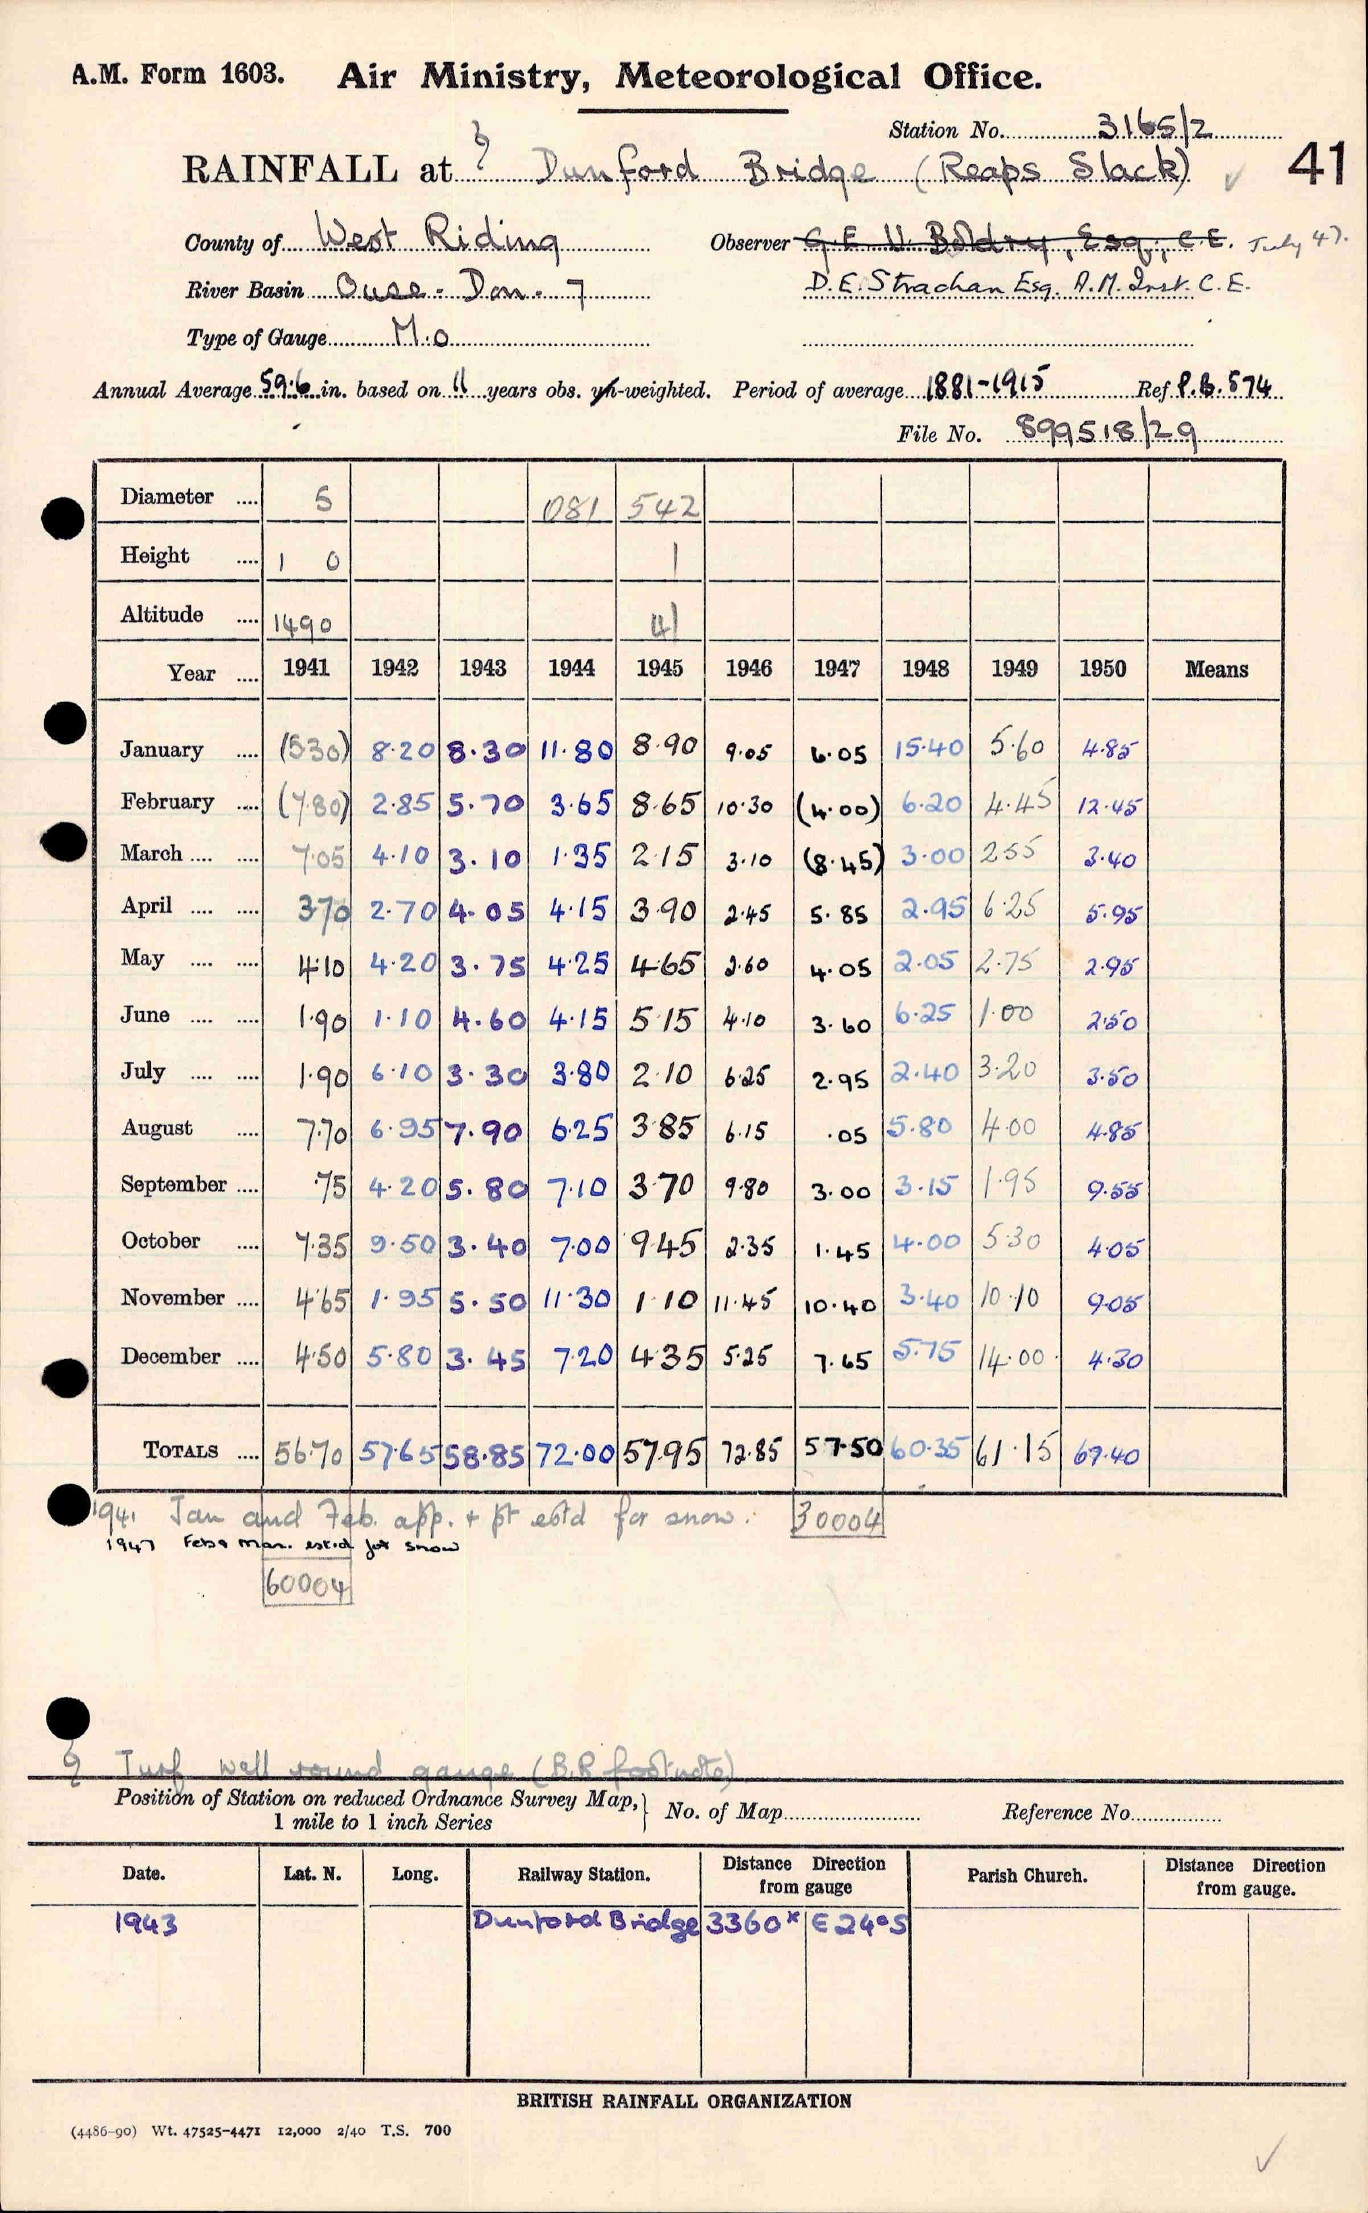 A.M. Form 1603. Air Ministry, Meteorological Office.
Station No. 3165/2
RAINFALL at Dunford Bridge (Reaps Slack) ✓ 41
County of West Riding Observer G.E.U. Boldry, Esq., C.E. July 47.
River Basin Ouse - Don - 7 D.E. Strachan Esq. A.M. Inst. C.E.
Type of Gauge M.O
Annual Average 59.6 in. based on 11 years obs. un-weighted. Period of average 1881-1915 Ref P.B. 574
File No. 899518/29
Diameter .... 5 081 542
Height .... 1 0 1
Altitude .... 1490 41
Year .... 1941 1942 1943 1944 1945 1946 1947 1948 1949 1950 Means
January .... (5.30) 8.20 8.30 11.80 8.90 9.05 6.05 15.40 5.60 4.85
February .... (7.80) 2.85 5.70 3.65 8.65 10.30 (4.00) 6.20 4.45 12.45
March .... .... 7.05 4.10 3.10 1.35 2.15 3.10 (8.45) 3.00 2.55 3.40
April .... .... 3.70 2.70 4.05 4.15 3.90 2.45 5.85 2.95 6.25 5.95
May .... .... 4.10 4.20 3.75 4.25 4.65 2.60 4.05 2.05 2.75 2.95
June .... .... 1.90 1.10 4.60 4.15 5.15 4.10 3.60 6.25 1.00 2.50
July .... .... 1.90 6.10 3.30 3.80 2.10 6.25 2.95 2.40 3.20 3.50
August .... 7.70 6.95 7.90 6.25 3.85 6.15 .05 5.80 4.00 4.85
September .... .75 4.20 5.80 7.10 3.70 9.80 3.00 3.15 1.95 9.55
October .... 7.35 9.50 3.40 7.00 9.45 2.35 1.45 4.00 5.30 4.05
November .... 4.65 1.95 5.50 11.30 1.10 11.45 10.40 3.40 10.10 9.05
December .... 4.50 5.80 3.45 7.20 4.35 5.25 7.65 5.75 14.00 4.30
TOTALS .... 56.70 57.65 58.85 72.00 57.95 72.85 57.50 60.35 61.15 67.40
1941 Jan and Feb. app. + pt estd for snow. 30004
1947 Feb & Mar. est.d for snow
60004
Turf wall round gauge (B.R footnote)
Position of Station on reduced Ordnance Survey Map, } No. of Map Reference No.
1 mile to 1 inch Series
Date. Lat. N. Long. Railway Station. Distance Direction from gauge Parish Church. Distance Direction from gauge.
1943 Dunford Bridge 3360ˣ E 24° S
BRITISH RAINFALL ORGANIZATION
(4486-90) Wt. 47525-4471 12,000 2/40 T.S. 700
✓